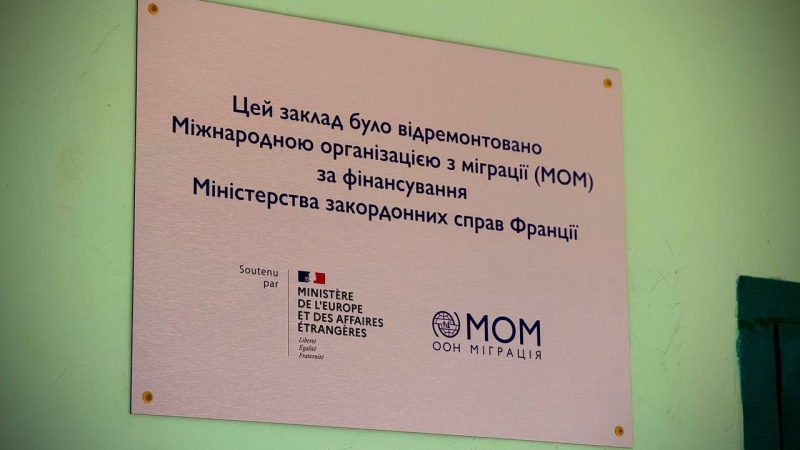 Цей заклад було відремонтовано
Міжнародною організацією з міграції (МОМ)
за фінансування
Міністерства закордонних справ Франції
Soutenu
par
MINISTÈRE
DE L'EUROPE
ET DES AFFAIRES
ÉTRANGÈRES
Liberté
Égalité
Fraternité
МОМ
ООН МІГРАЦІЯ